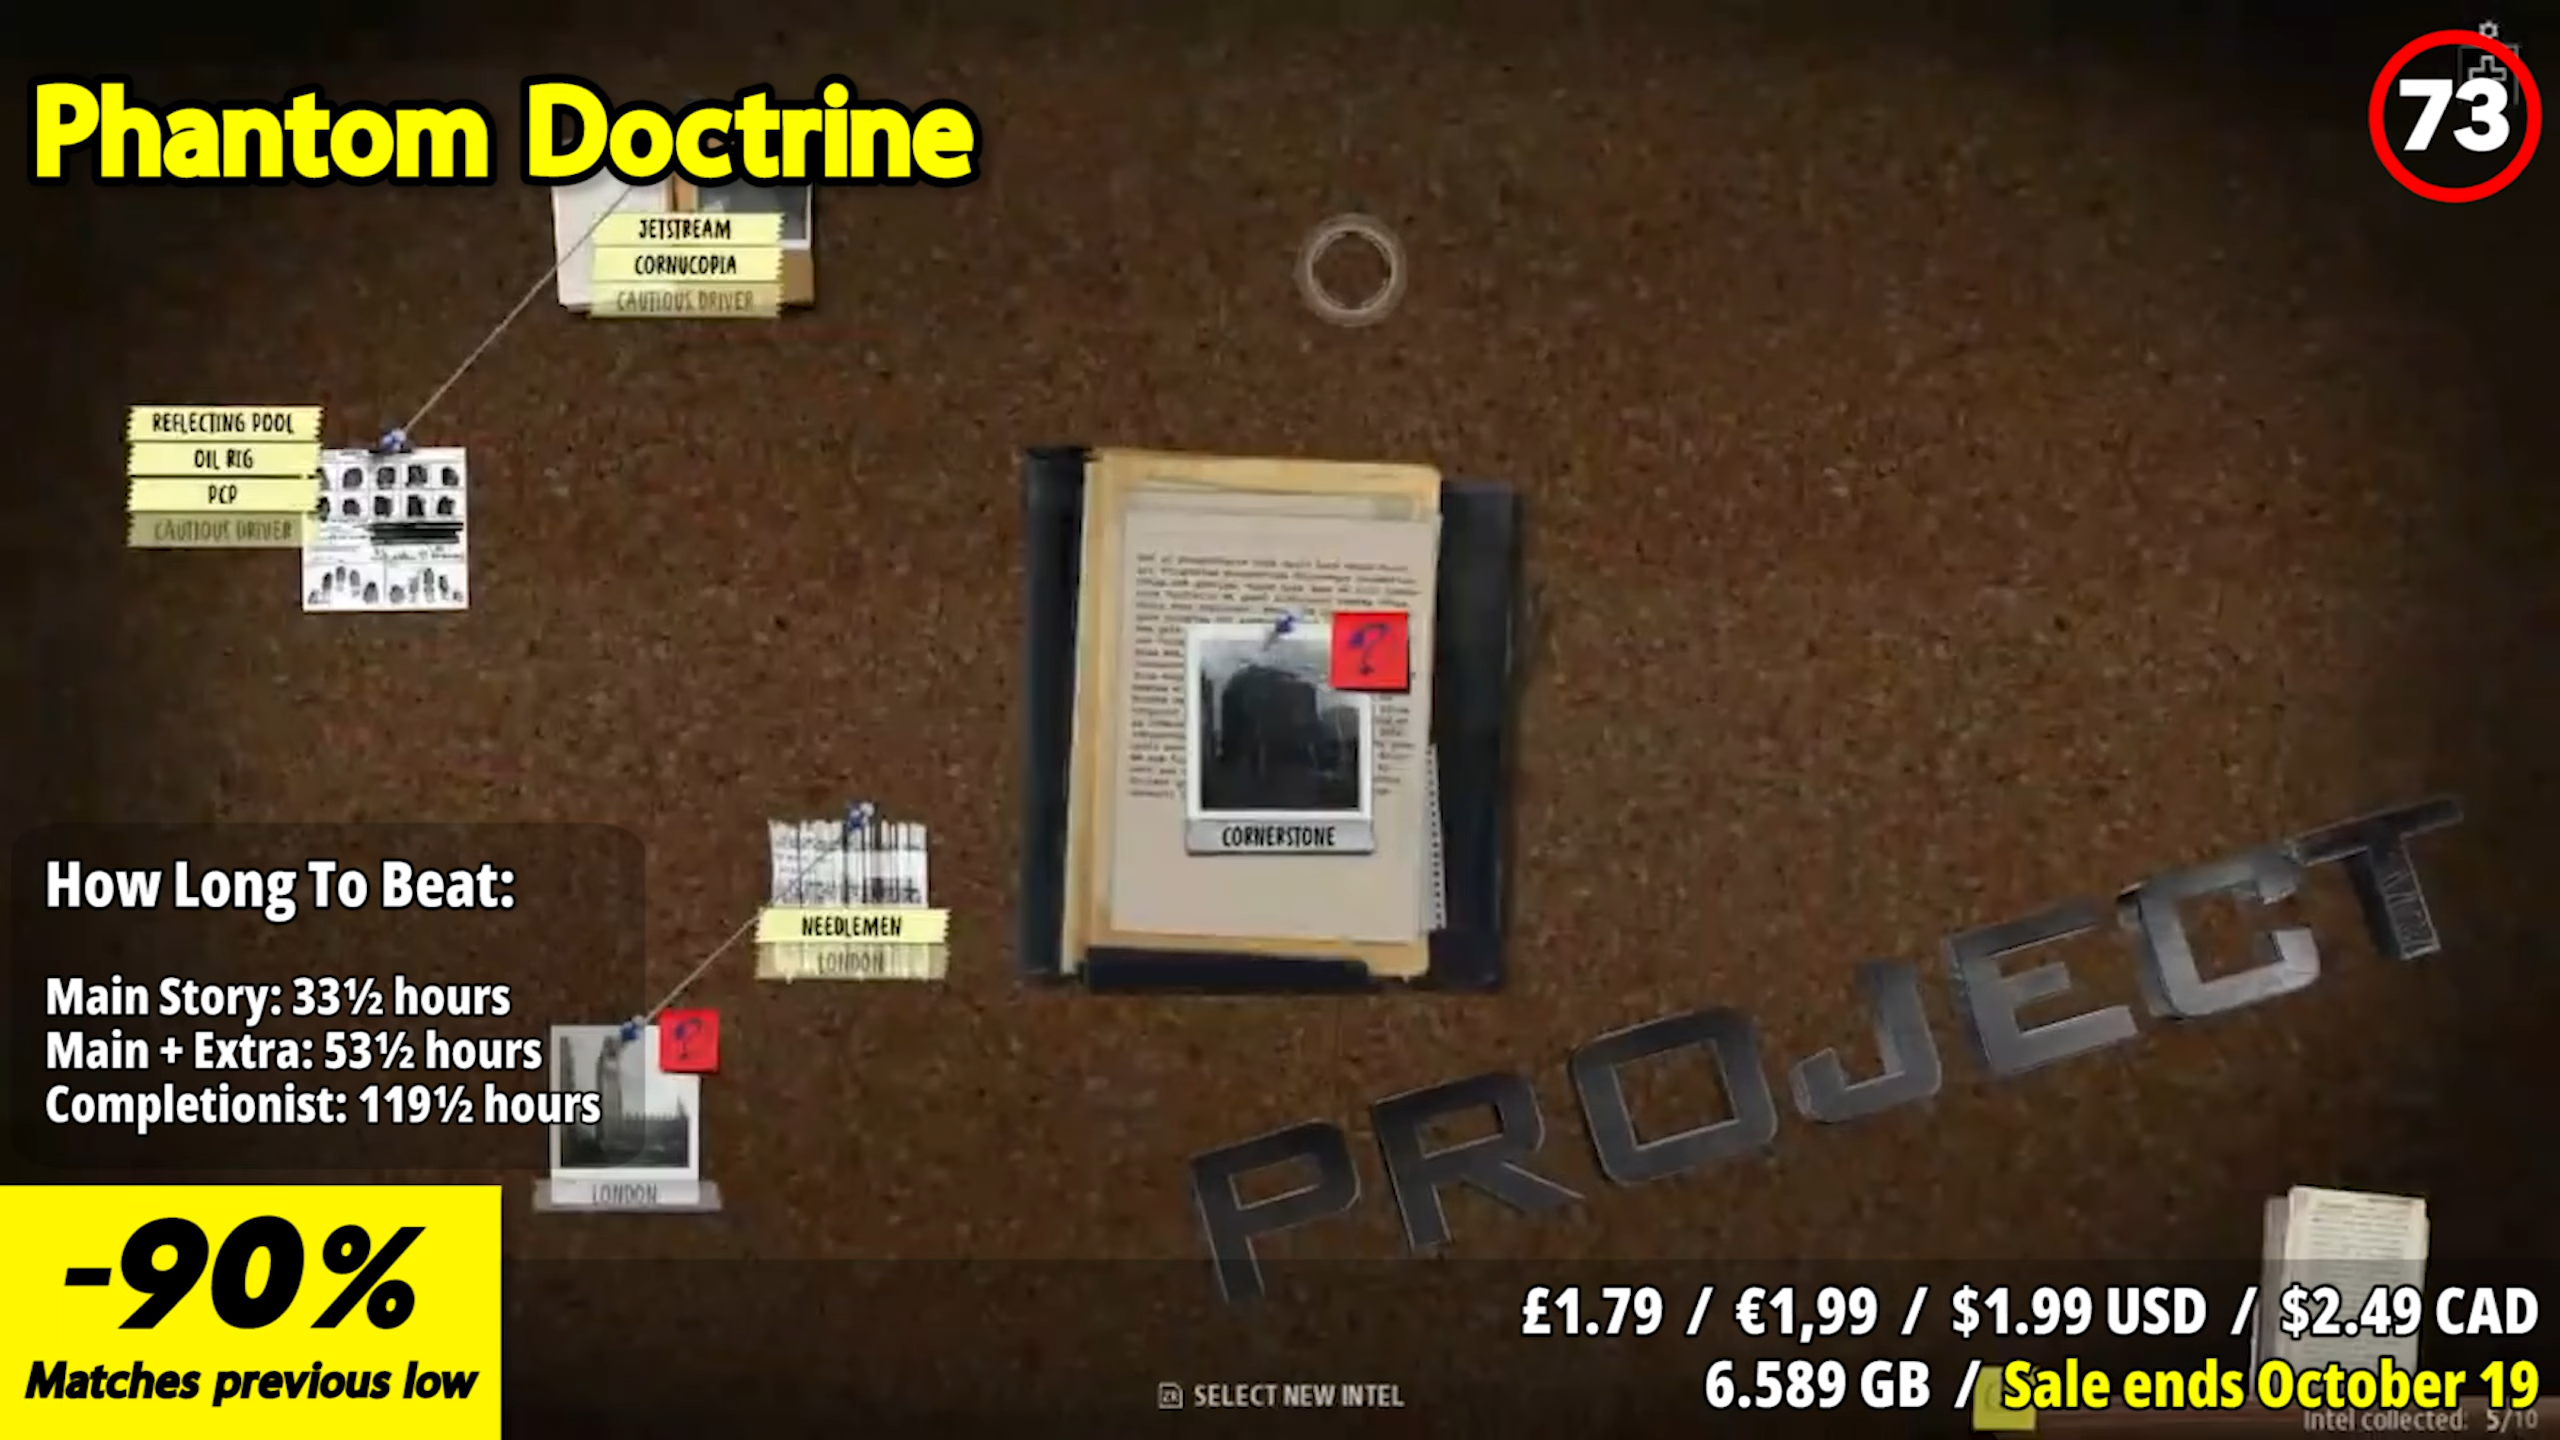 Phantom Doctrine
73
JETSTREAM
CORNUCOPIA
CAUTIOUS DRIVER
REFLECTING POOL
OIL RIG
PCP
CAUTIOUS DRIVER
CORNERSTONE
How Long To Beat:
Main Story: 33½ hours
Main + Extra: 53½ hours
Completionist: 119½ hours
NEEDLEMEN
LONDON
LONDON
PROJECT
-90%
Matches previous low
£1.79 / €1,99 / $1.99 USD / $2.49 CAD
6.589 GB / Sale ends October 19
ZR SELECT NEW INTEL
Intel collected: 5/10